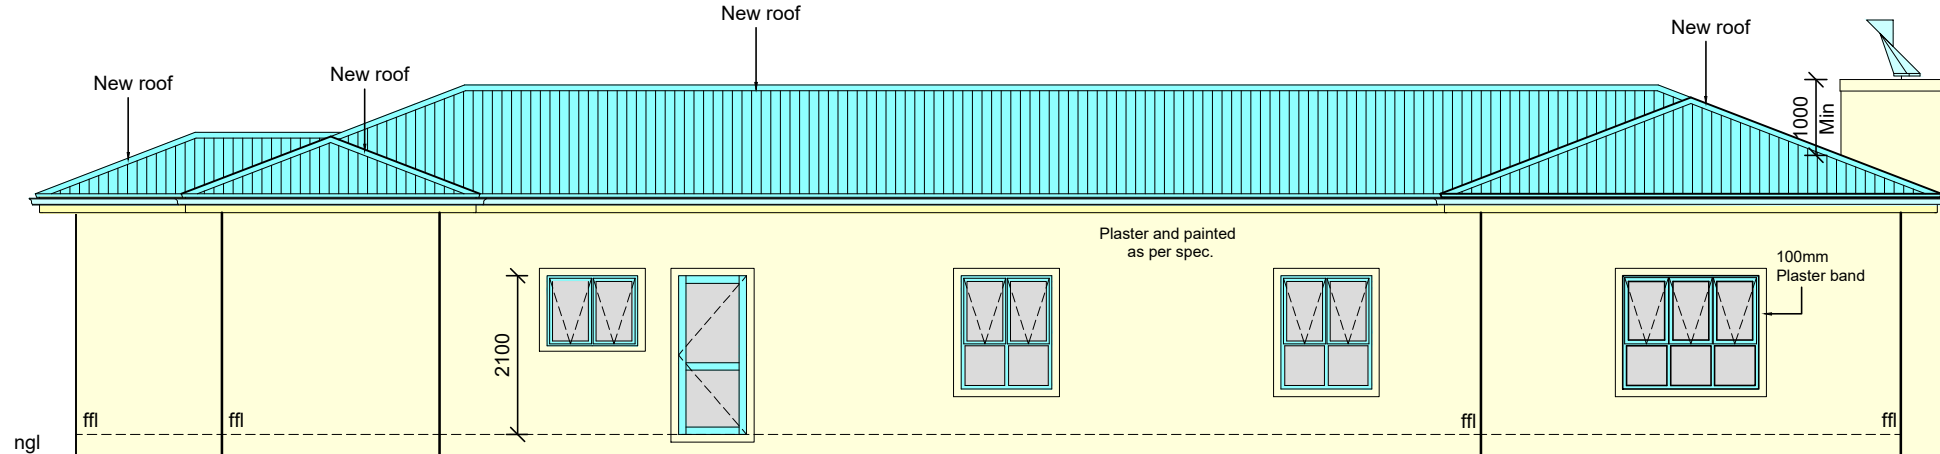 New roof
New roof
New roof
New roof
1000
Min
Plaster and painted
as per spec.
100mm
Plaster band
2100
ffl
ffl
ffl
ffl
ngl